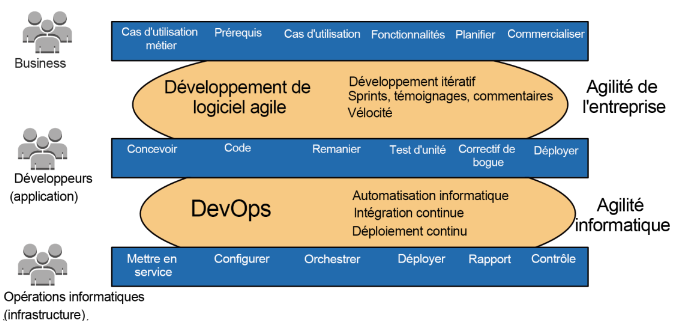 Cas d'utilisation
métier
Prérequis
Cas d'utilisation
Fonctionnalités
Planifier
Commercialiser
Business
Développement de
logiciel agile
Développement itératif
Sprints, témoignages, commentaires
Vélocité
Agilité de
l'entreprise
Concevoir
Code
Remanier
Test d'unité
Correctif de
bogue
Déployer
Développeurs
(application)
DevOps
Automatisation informatique
Intégration continue
Déploiement continu
Agilité
informatique
Mettre en
service
Configurer
Orchestrer
Déployer
Rapport
Contrôle
Opérations informatiques
(infrastructure).